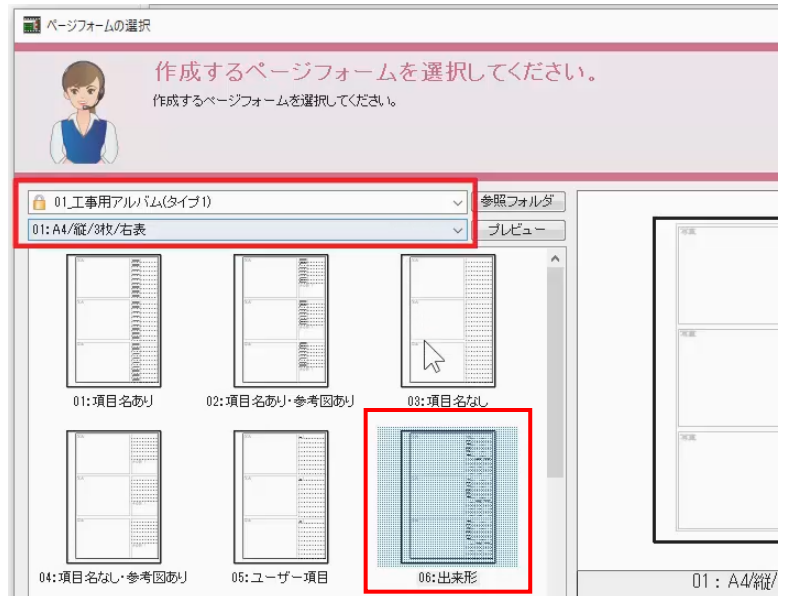 ページフォームの選択
作成するページフォームを選択してください。
作成するページフォームを選択してください。
01_工事用アルバム(タイプ1)
参照フォルダ
01:A4/縦/3枚/右表
プレビュー
01:項目名あり
02:項目名あり・参考図あり
03:項目名なし
04:項目名なし・参考図あり
05:ユーザー項目
06:出来形
写真
写真
写真
01：A4/縦/